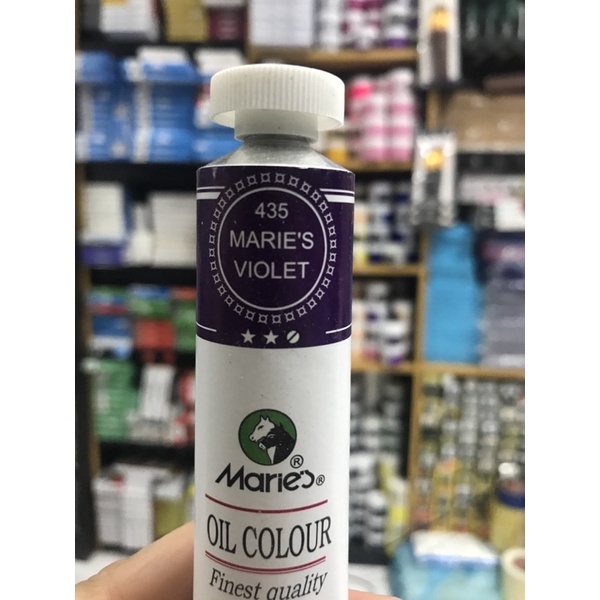 435
MARIE'S
VIOLET
Marie's®
OIL COLOUR
Finest quality